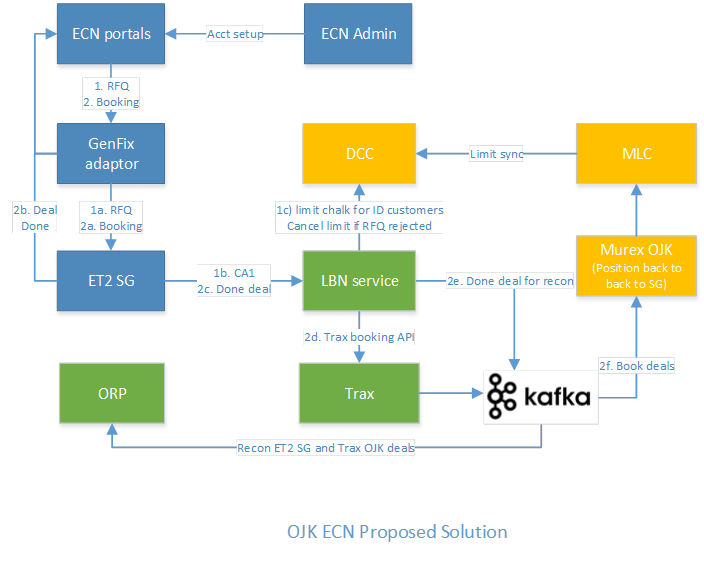 ECN portals
Acct setup
ECN Admin
1. RFQ
2. Booking
GenFix
adaptor
DCC
Limit sync
MLC
2b. Deal
Done
1a. RFQ
2a. Booking
1c) limit chalk for ID customers
Cancel limit if RFQ rejected
ET2 SG
1b. CA1
2c. Done deal
LBN service
2e. Done deal for recon
Murex OJK
(Position back to
back to SG)
2d. Trax booking API
2f. Book deals
ORP
Trax
kafka
Recon ET2 SG and Trax OJK deals
OJK ECN Proposed Solution